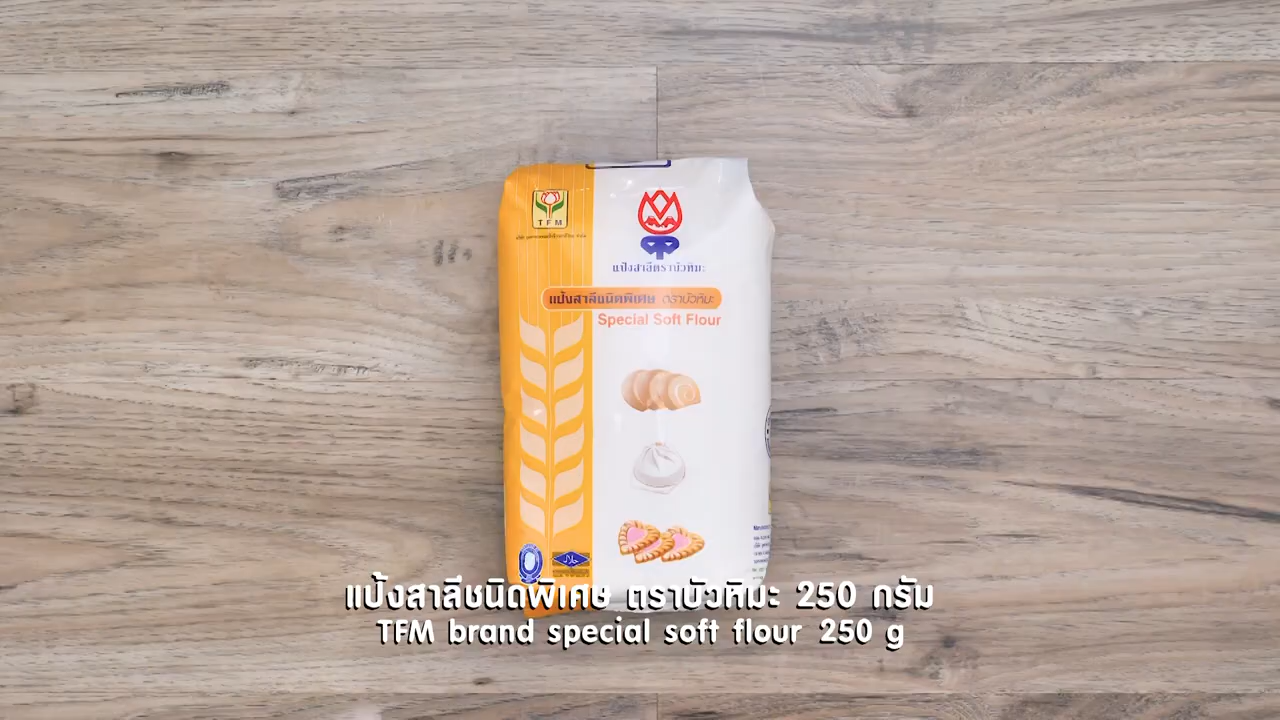 TFM
แป้งสาลีตราบัวหิมะ
แป้งสาลีชนิดพิเศษ ตราบัวหิมะ
Special Soft Flour
แป้งสาลีชนิดพิเศษ ตราบัวหิมะ 250 กรัม
TFM brand special soft flour 250 g